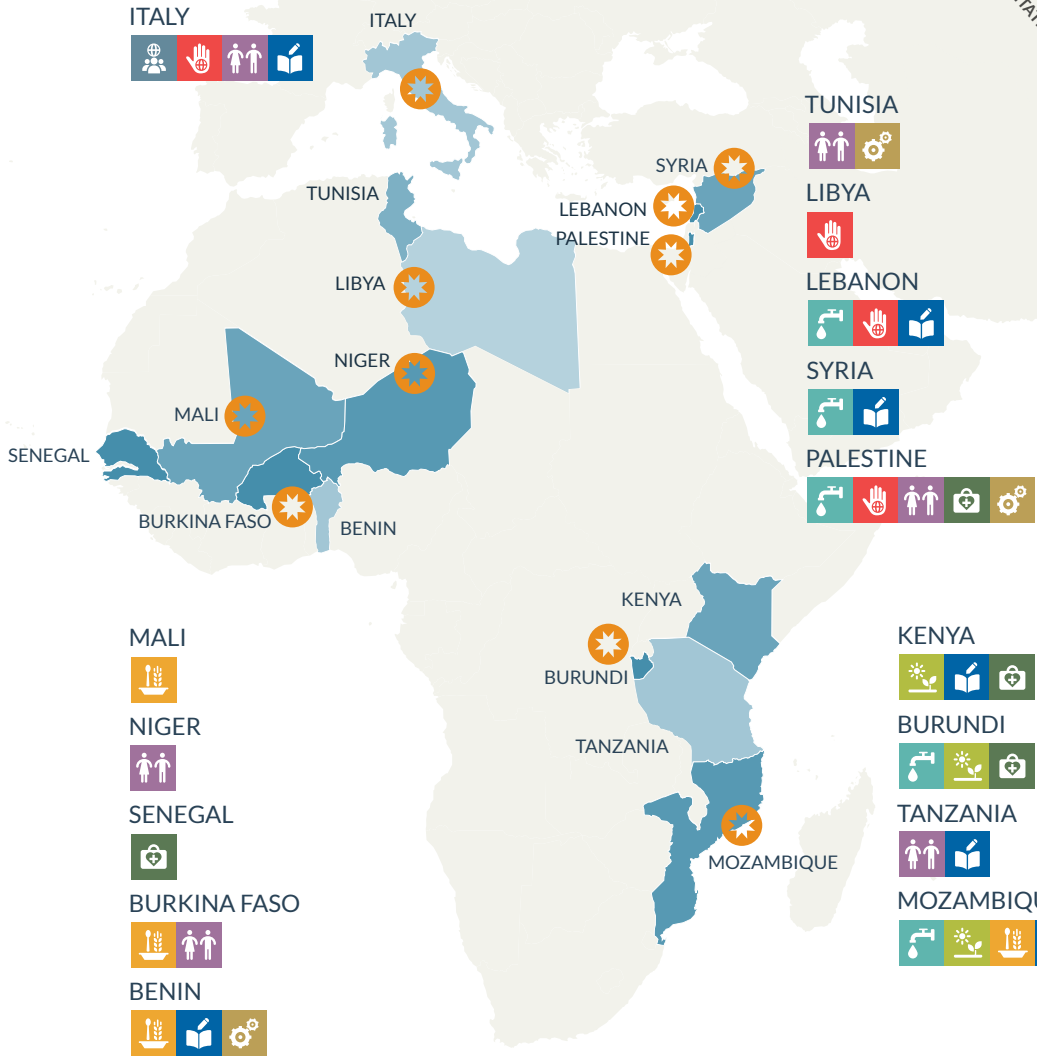 ITALY
ITALY
TUNISIA
SYRIA
TUNISIA
LIBYA
LEBANON
PALESTINE
LIBYA
LEBANON
NIGER
SYRIA
MALI
SENEGAL
PALESTINE
BURKINA FASO
BENIN
KENYA
MALI
KENYA
BURUNDI
NIGER
BURUNDI
TANZANIA
SENEGAL
TANZANIA
MOZAMBIQUE
BURKINA FASO
MOZAMBIQU
BENIN